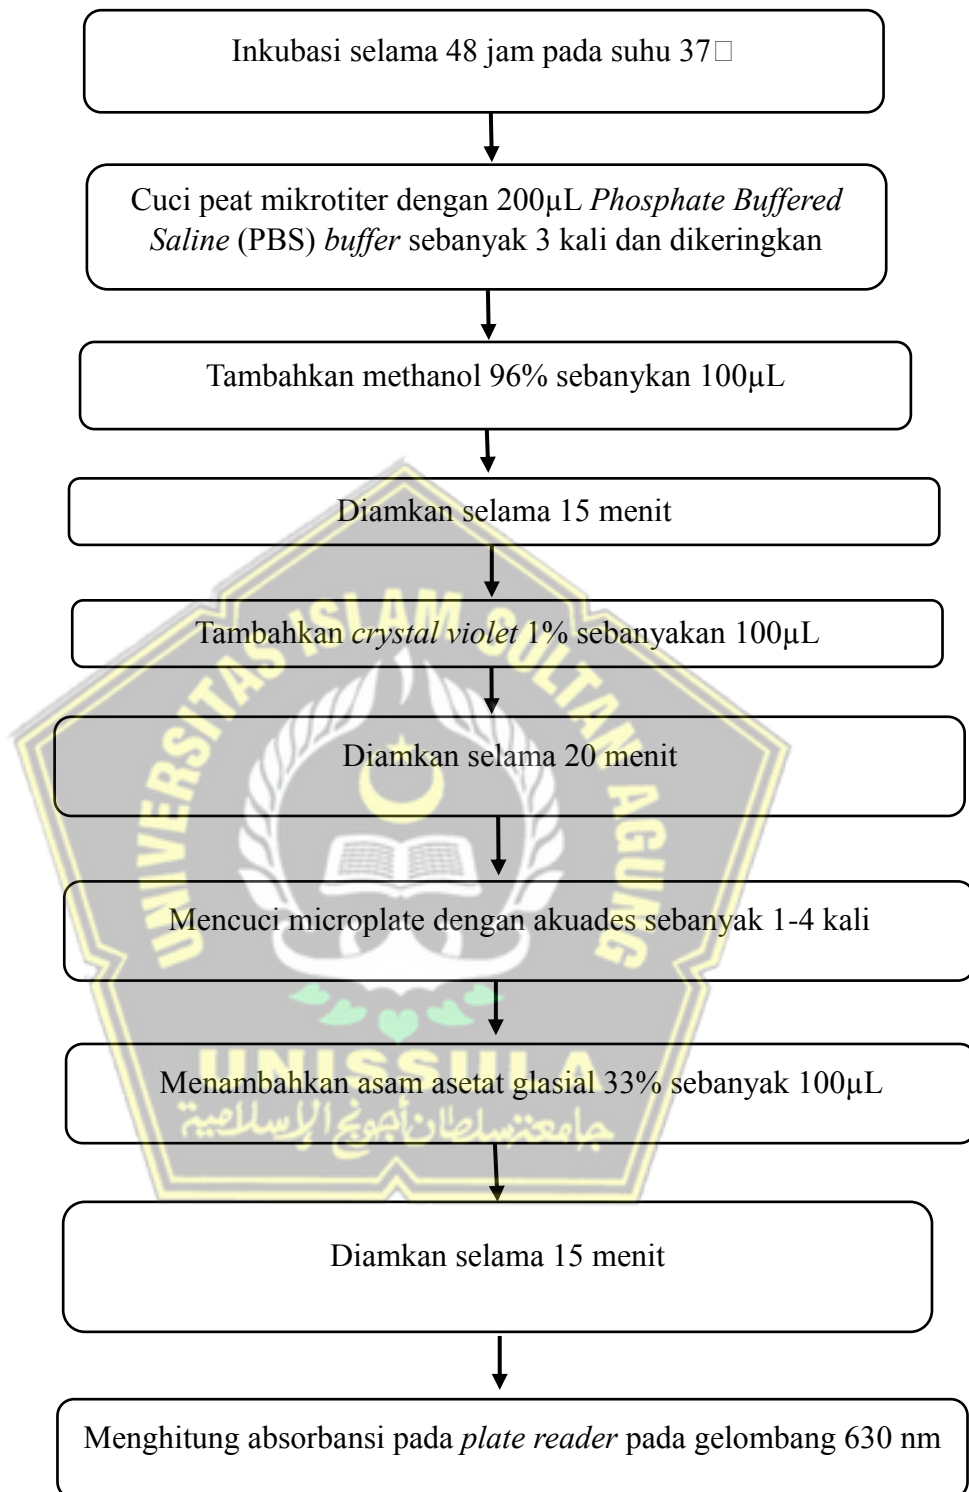 Inkubasi selama 48 jam pada suhu 37□
Cuci peat mikrotiter dengan 200µL Phosphate Buffered
Saline (PBS) buffer sebanyak 3 kali dan dikeringkan
Tambahkan methanol 96% sebanykan 100µL
Diamkan selama 15 menit
Tambahkan crystal violet 1% sebanyakan 100µL
Diamkan selama 20 menit
Mencuci microplate dengan akuades sebanyak 1-4 kali
Menambahkan asam asetat glasial 33% sebanyak 100µL
Diamkan selama 15 menit
Menghitung absorbansi pada plate reader pada gelombang 630 nm
UNIVERSITAS ISLAM SULTAN AGUNG
UNISSULA
جامعتسلطان أجونج الإسلامية